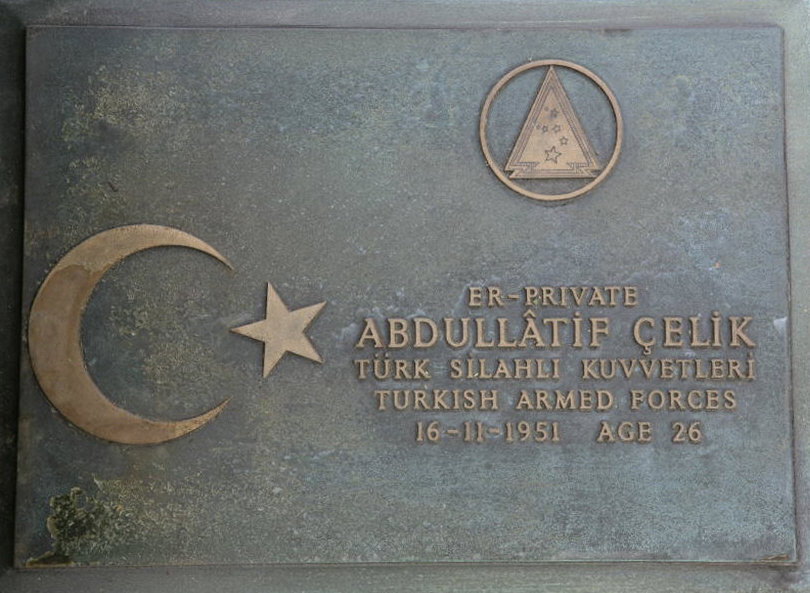 ER-PRIVATE
ABDULLÂTİF ÇELİK
TÜRK SİLAHLI KUVVETLERİ
TURKISH ARMED FORCES
16-11-1951 AGE 26